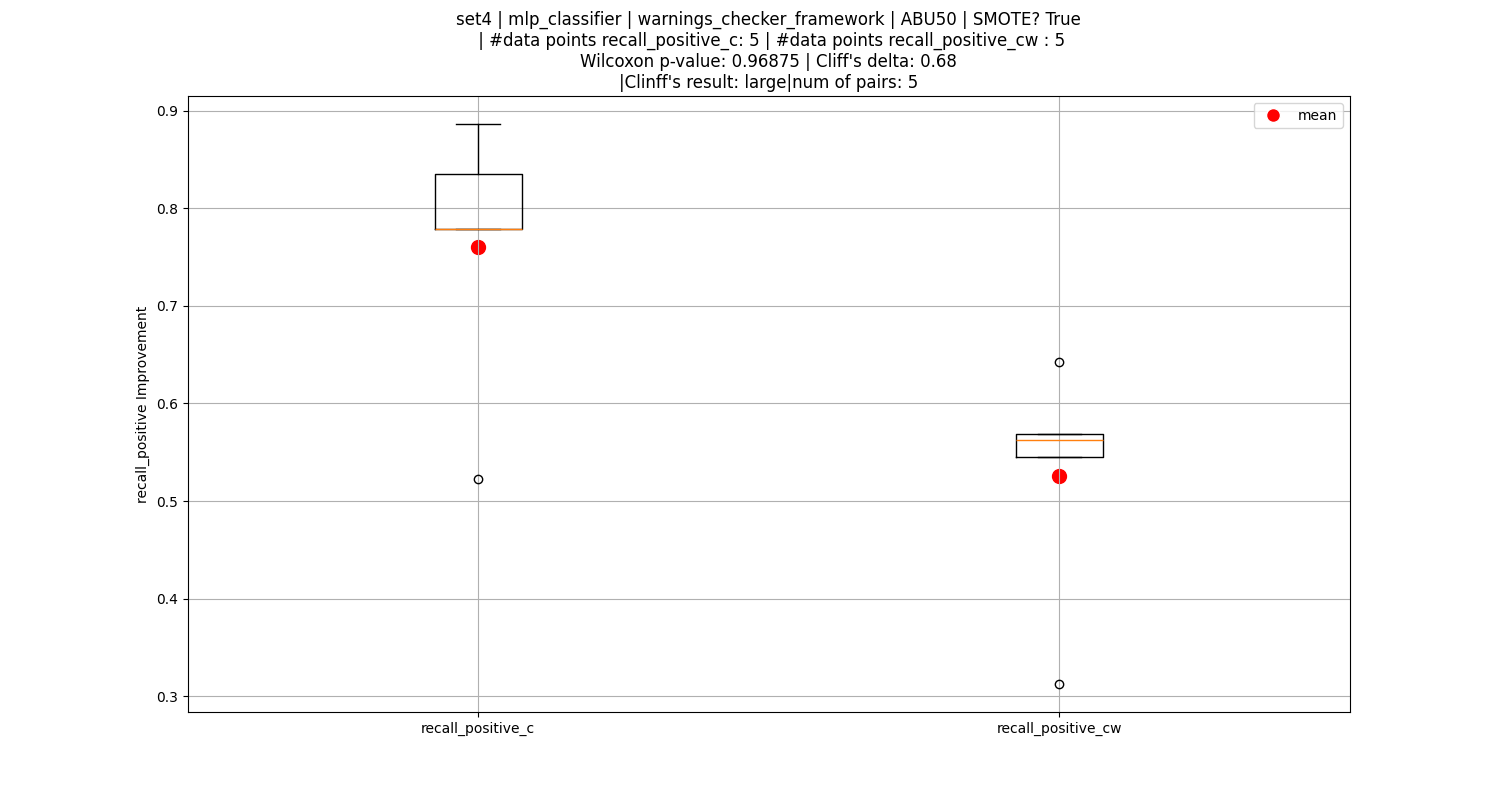 set4 | mlp_classifier | warnings_checker_framework | ABU50 | SMOTE? True
| #data points recall_positive_c: 5 | #data points recall_positive_cw : 5
Wilcoxon p-value: 0.96875 | Cliff's delta: 0.68
|Clinff's result: large|num of pairs: 5
mean
recall_positive Improvement
0.9
0.8
0.7
0.6
0.5
0.4
0.3
recall_positive_c
recall_positive_cw